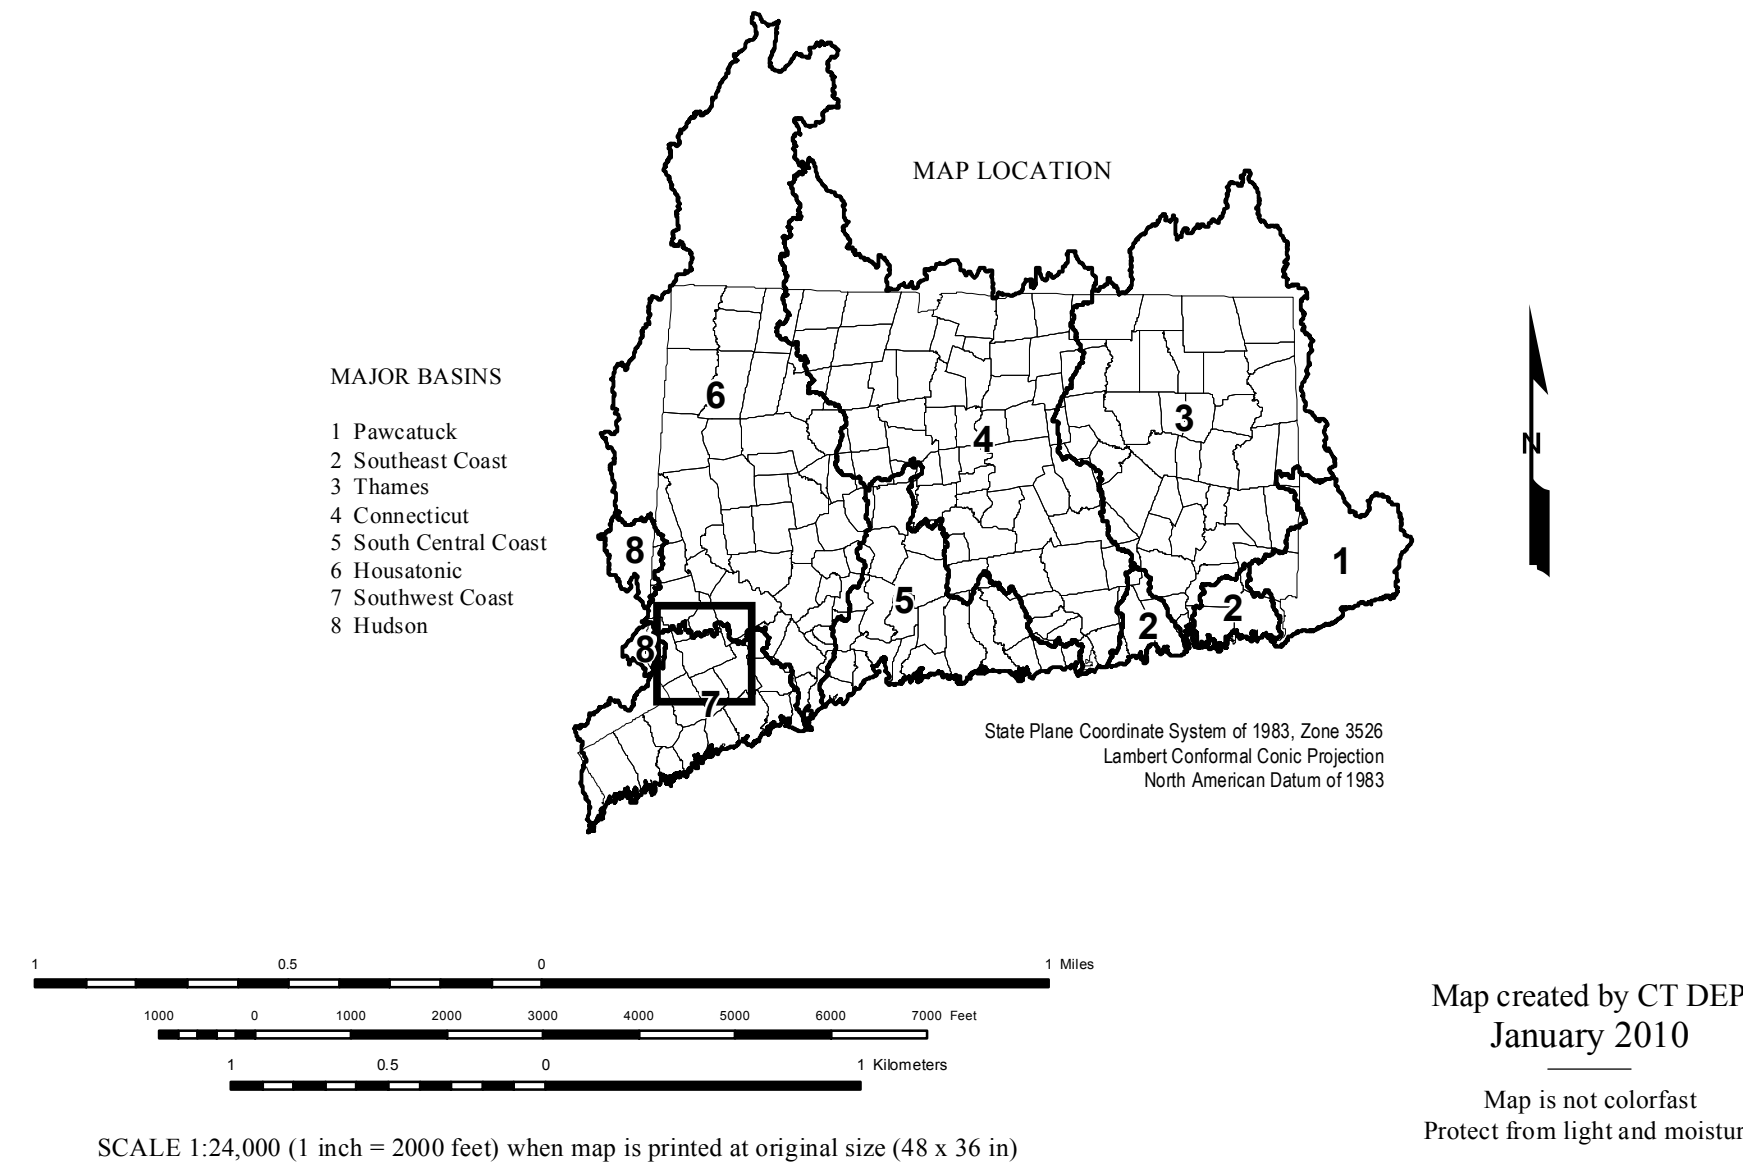 MAP LOCATION
MAJOR BASINS
1 Pawcatuck
2 Southeast Coast
3 Thames
4 Connecticut
5 South Central Coast
6 Housatonic
7 Southwest Coast
8 Hudson
6
3
4
N
8
1
5
2
2
8
7
State Plane Coordinate System of 1983, Zone 3526
Lambert Conformal Conic Projection
North American Datum of 1983
1 0.5 0 1 Miles
1000 0 1000 2000 3000 4000 5000 6000 7000 Feet
1 0.5 0 1 Kilometers
SCALE 1:24,000 (1 inch = 2000 feet) when map is printed at original size (48 x 36 in)
Map created by CT DEP
January 2010
Map is not colorfast
Protect from light and moistur